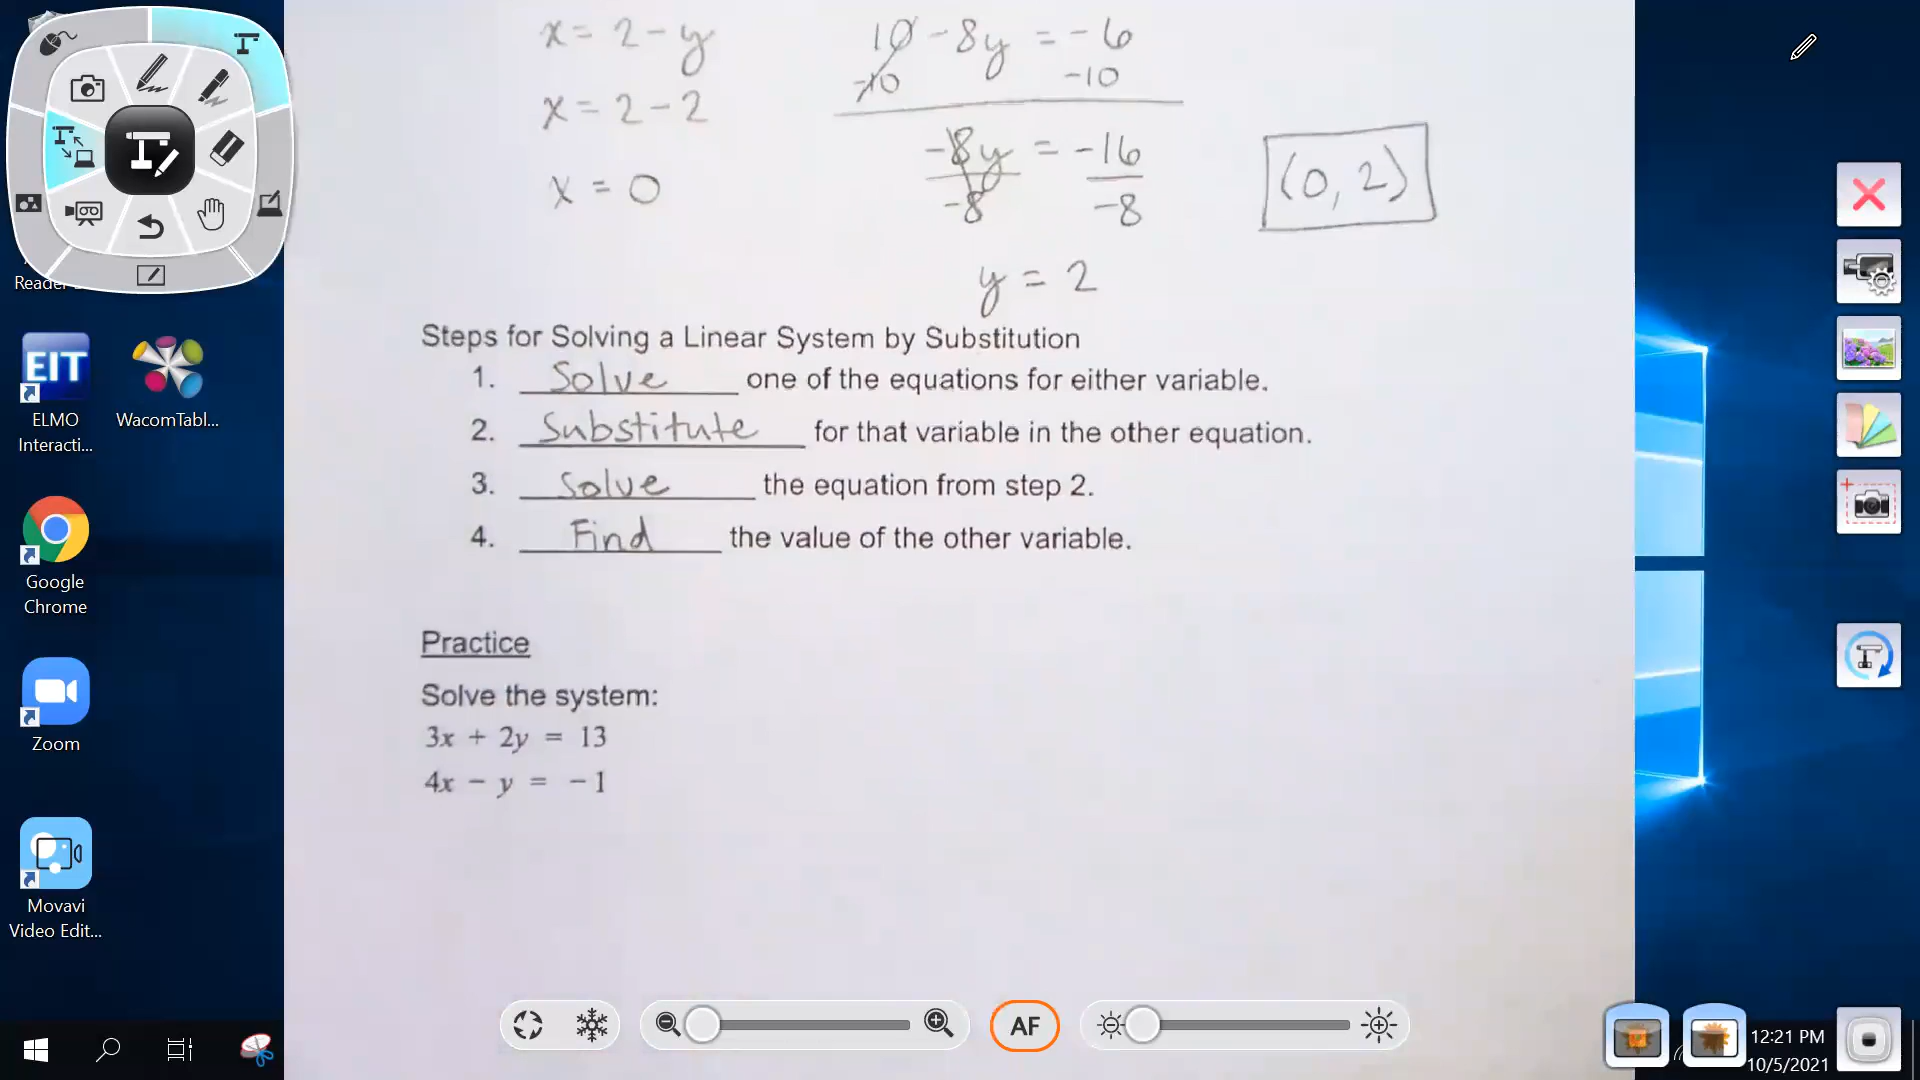 x = 2 - y
10 - 8y = -6
-10 -10
x = 2 - 2
-8y = -16
-8 -8
(0, 2)
x = 0
y = 2
Steps for Solving a Linear System by Substitution
1. Solve one of the equations for either variable.
2. Substitute for that variable in the other equation.
3. Solve the equation from step 2.
4. Find the value of the other variable.
Practice
Solve the system:
3x + 2y = 13
4x - y = -1
Reader
EIT
ELMO
Interacti...
WacomTabl...
Google
Chrome
Zoom
Movavi
Video Edit...
AF
12:21 PM
10/5/2021